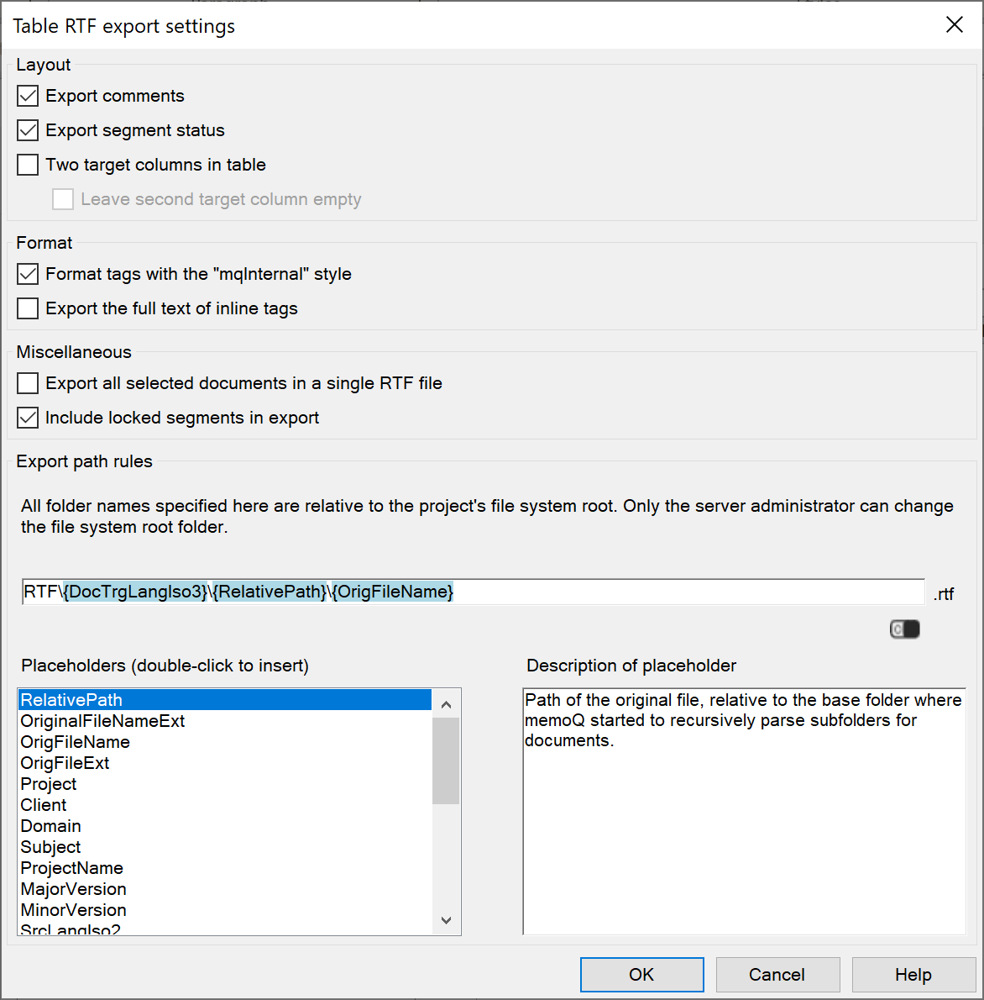 Table RTF export settings
Layout
Export comments
Export segment status
Two target columns in table
Leave second target column empty
Format
Format tags with the "mqInternal" style
Export the full text of inline tags
Miscellaneous
Export all selected documents in a single RTF file
Include locked segments in export
Export path rules
All folder names specified here are relative to the project's file system root. Only the server administrator can change
the file system root folder.
RTF\{DocTrgLangIso3}\{RelativePath}\{OrigFileName}
.rtf
Placeholders (double-click to insert)
Description of placeholder
RelativePath
OriginalFileNameExt
OrigFileName
OrigFileExt
Project
Client
Domain
Subject
ProjectName
MajorVersion
MinorVersion
SrcLangIso2
Path of the original file, relative to the base folder where
memoQ started to recursively parse subfolders for
documents.
OK
Cancel
Help